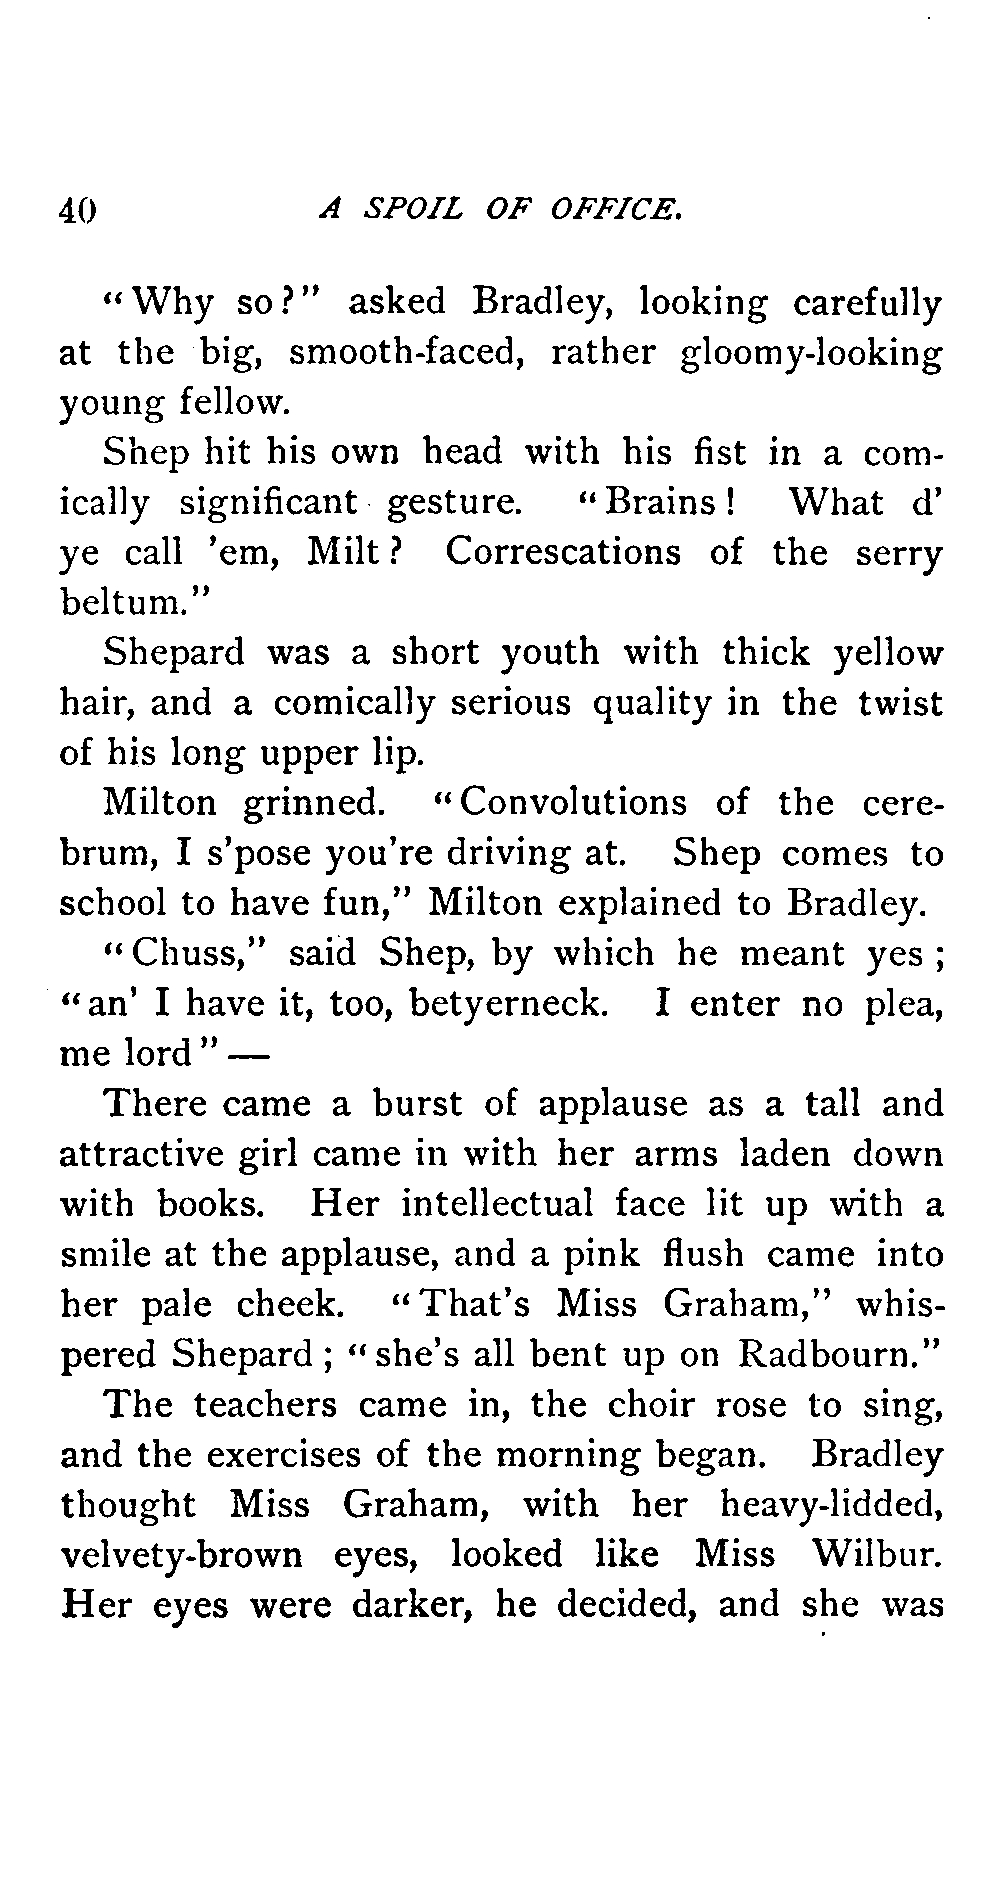 40 A SPOIL OF OFFICE.
"Why so?" asked Bradley, looking carefully
at the big, smooth-faced, rather gloomy-looking
young fellow.
Shep hit his own head with his fist in a com-
ically significant gesture. "Brains! What d'
ye call 'em, Milt? Correscations of the serry
beltum."
Shepard was a short youth with thick yellow
hair, and a comically serious quality in the twist
of his long upper lip.
Milton grinned. "Convolutions of the cere-
brum, I s'pose you're driving at. Shep comes to
school to have fun," Milton explained to Bradley.
"Chuss," said Shep, by which he meant yes;
"an' I have it, too, betyerneck. I enter no plea,
me lord" —
There came a burst of applause as a tall and
attractive girl came in with her arms laden down
with books. Her intellectual face lit up with a
smile at the applause, and a pink flush came into
her pale cheek. "That's Miss Graham," whis-
pered Shepard; "she's all bent up on Radbourn."
The teachers came in, the choir rose to sing,
and the exercises of the morning began. Bradley
thought Miss Graham, with her heavy-lidded,
velvety-brown eyes, looked like Miss Wilbur.
Her eyes were darker, he decided, and she was